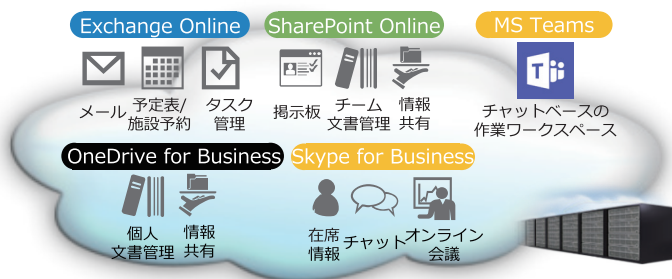 Exchange Online
SharePoint Online
MS Teams
メール
予定表/
施設予約
タスク
管理
掲示板
チーム
文書管理
情報
共有
T
チャットベースの
作業ワークスペース
OneDrive for Business
Skype for Business
個人
文書管理
情報
共有
在席
情報
チャット
オンライン
会議